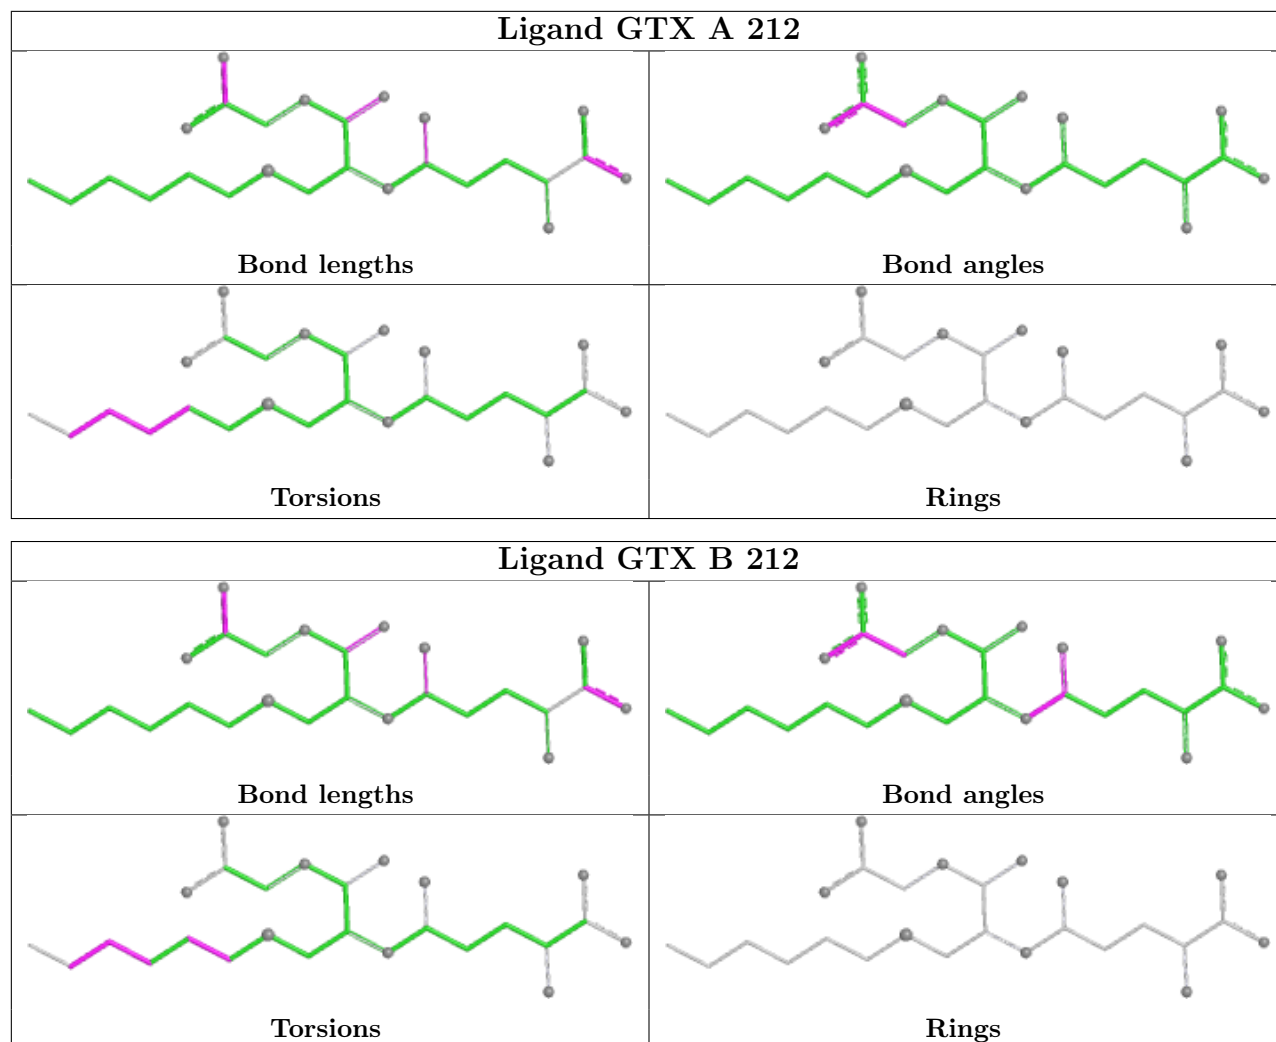 Ligand GTX A 212
Bond lengths
Bond angles
Torsions
Rings
Ligand GTX B 212
Bond lengths
Bond angles
Torsions
Rings